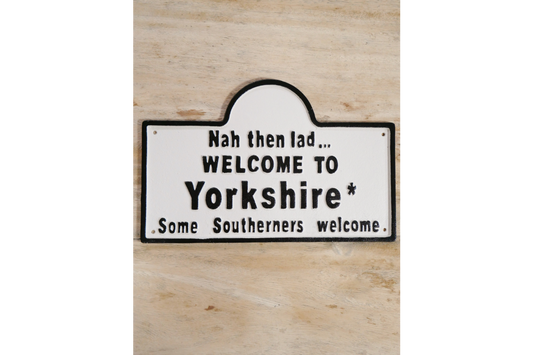 Nah then lad...
WELCOME TO
Yorkshire*
Some Southerners welcome